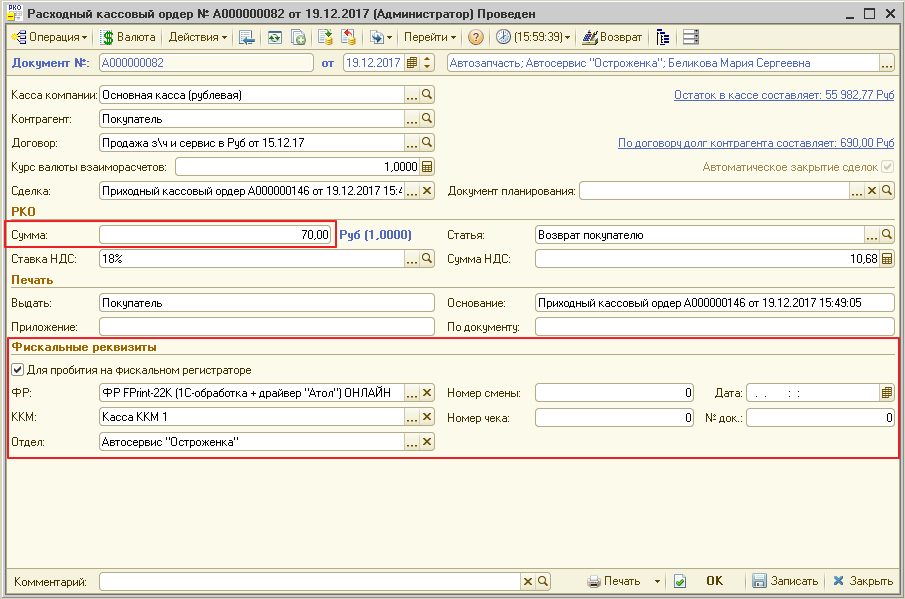 РКО Расходный кассовый ордер № А000000082 от 19.12.2017 (Администратор) Проведен
Операция Валюта Действия Перейти (15:59:39) Возврат
Документ №: А000000082 от 19.12.2017 Автозапчасть; Автосервис "Остроженка"; Беликова Мария Сергеевна ...
Касса компании: Основная касса (рублевая) ... Остаток в кассе составляет: 55 982,77 Руб
Контрагент: Покупатель ...
Договор: Продажа з\ч и сервис в Руб от 15.12.17 ... По договору долг контрагента составляет: 690,00 Руб
Курс валюты взаиморасчетов: 1,0000 Автоматическое закрытие сделок
Сделка: Приходный кассовый ордер А000000146 от 19.12.2017 15:4 ... Документ планирования: ...
РКО
Сумма: 70,00 Руб (1,0000) Статья: Возврат покупателю ...
Ставка НДС: 18% ... Сумма НДС: 10,68
Печать
Выдать: Покупатель Основание: Приходный кассовый ордер А000000146 от 19.12.2017 15:49:05
Приложение: По документу:
Фискальные реквизиты
Для пробития на фискальном регистраторе
ФР: ФР FPrint-22K (1С-обработка + драйвер "Атол") ОНЛАЙН ... Номер смены: 0 Дата: . . : :
ККМ: Касса ККМ 1 ... Номер чека: 0 № док.: 0
Отдел: Автосервис "Остроженка" ...
Комментарий: Печать OK Записать Закрыть